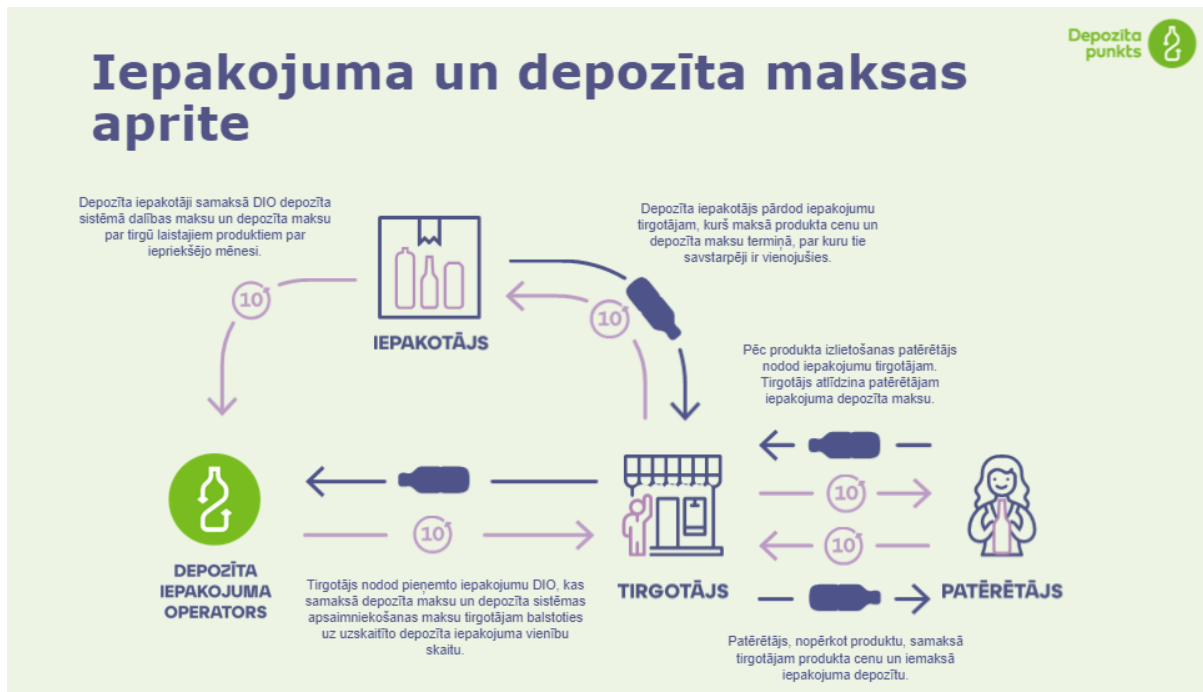 Depozīta
punkts
Iepakojuma un depozīta maksas
aprite
Depozīta iepakotāji samaksā DIO depozīta
sistēmā dalības maksu un depozīta maksu
par tirgū laistajiem produktiem par
iepriekšējo mēnesi.
Depozīta iepakotājs pārdod iepakojumu
tirgotājam, kurš maksā produkta cenu un
depozīta maksu termiņā, par kuru tie
savstarpēji ir vienojušies.
10
10
IEPAKOTĀJS
Pēc produkta izlietošanas patērētājs
nodod iepakojumu tirgotājam.
Tirgotājs atlīdzina patērētājam
iepakojuma depozīta maksu.
10
10
10
DEPOZĪTA
IEPAKOJUMA
OPERATORS
TIRGOTĀJS
PATĒRĒTĀJS
Tirgotājs nodod pieņemto iepakojumu DIO, kas
samaksā depozīta maksu un depozīta sistēmas
apsaimniekošanas maksu tirgotājam balstoties
uz uzskaitīto depozīta iepakojuma vienību
skaitu.
Patērētājs, nopērkot produktu, samaksā
tirgotājam produkta cenu un iemaksā
iepakojuma depozītu.